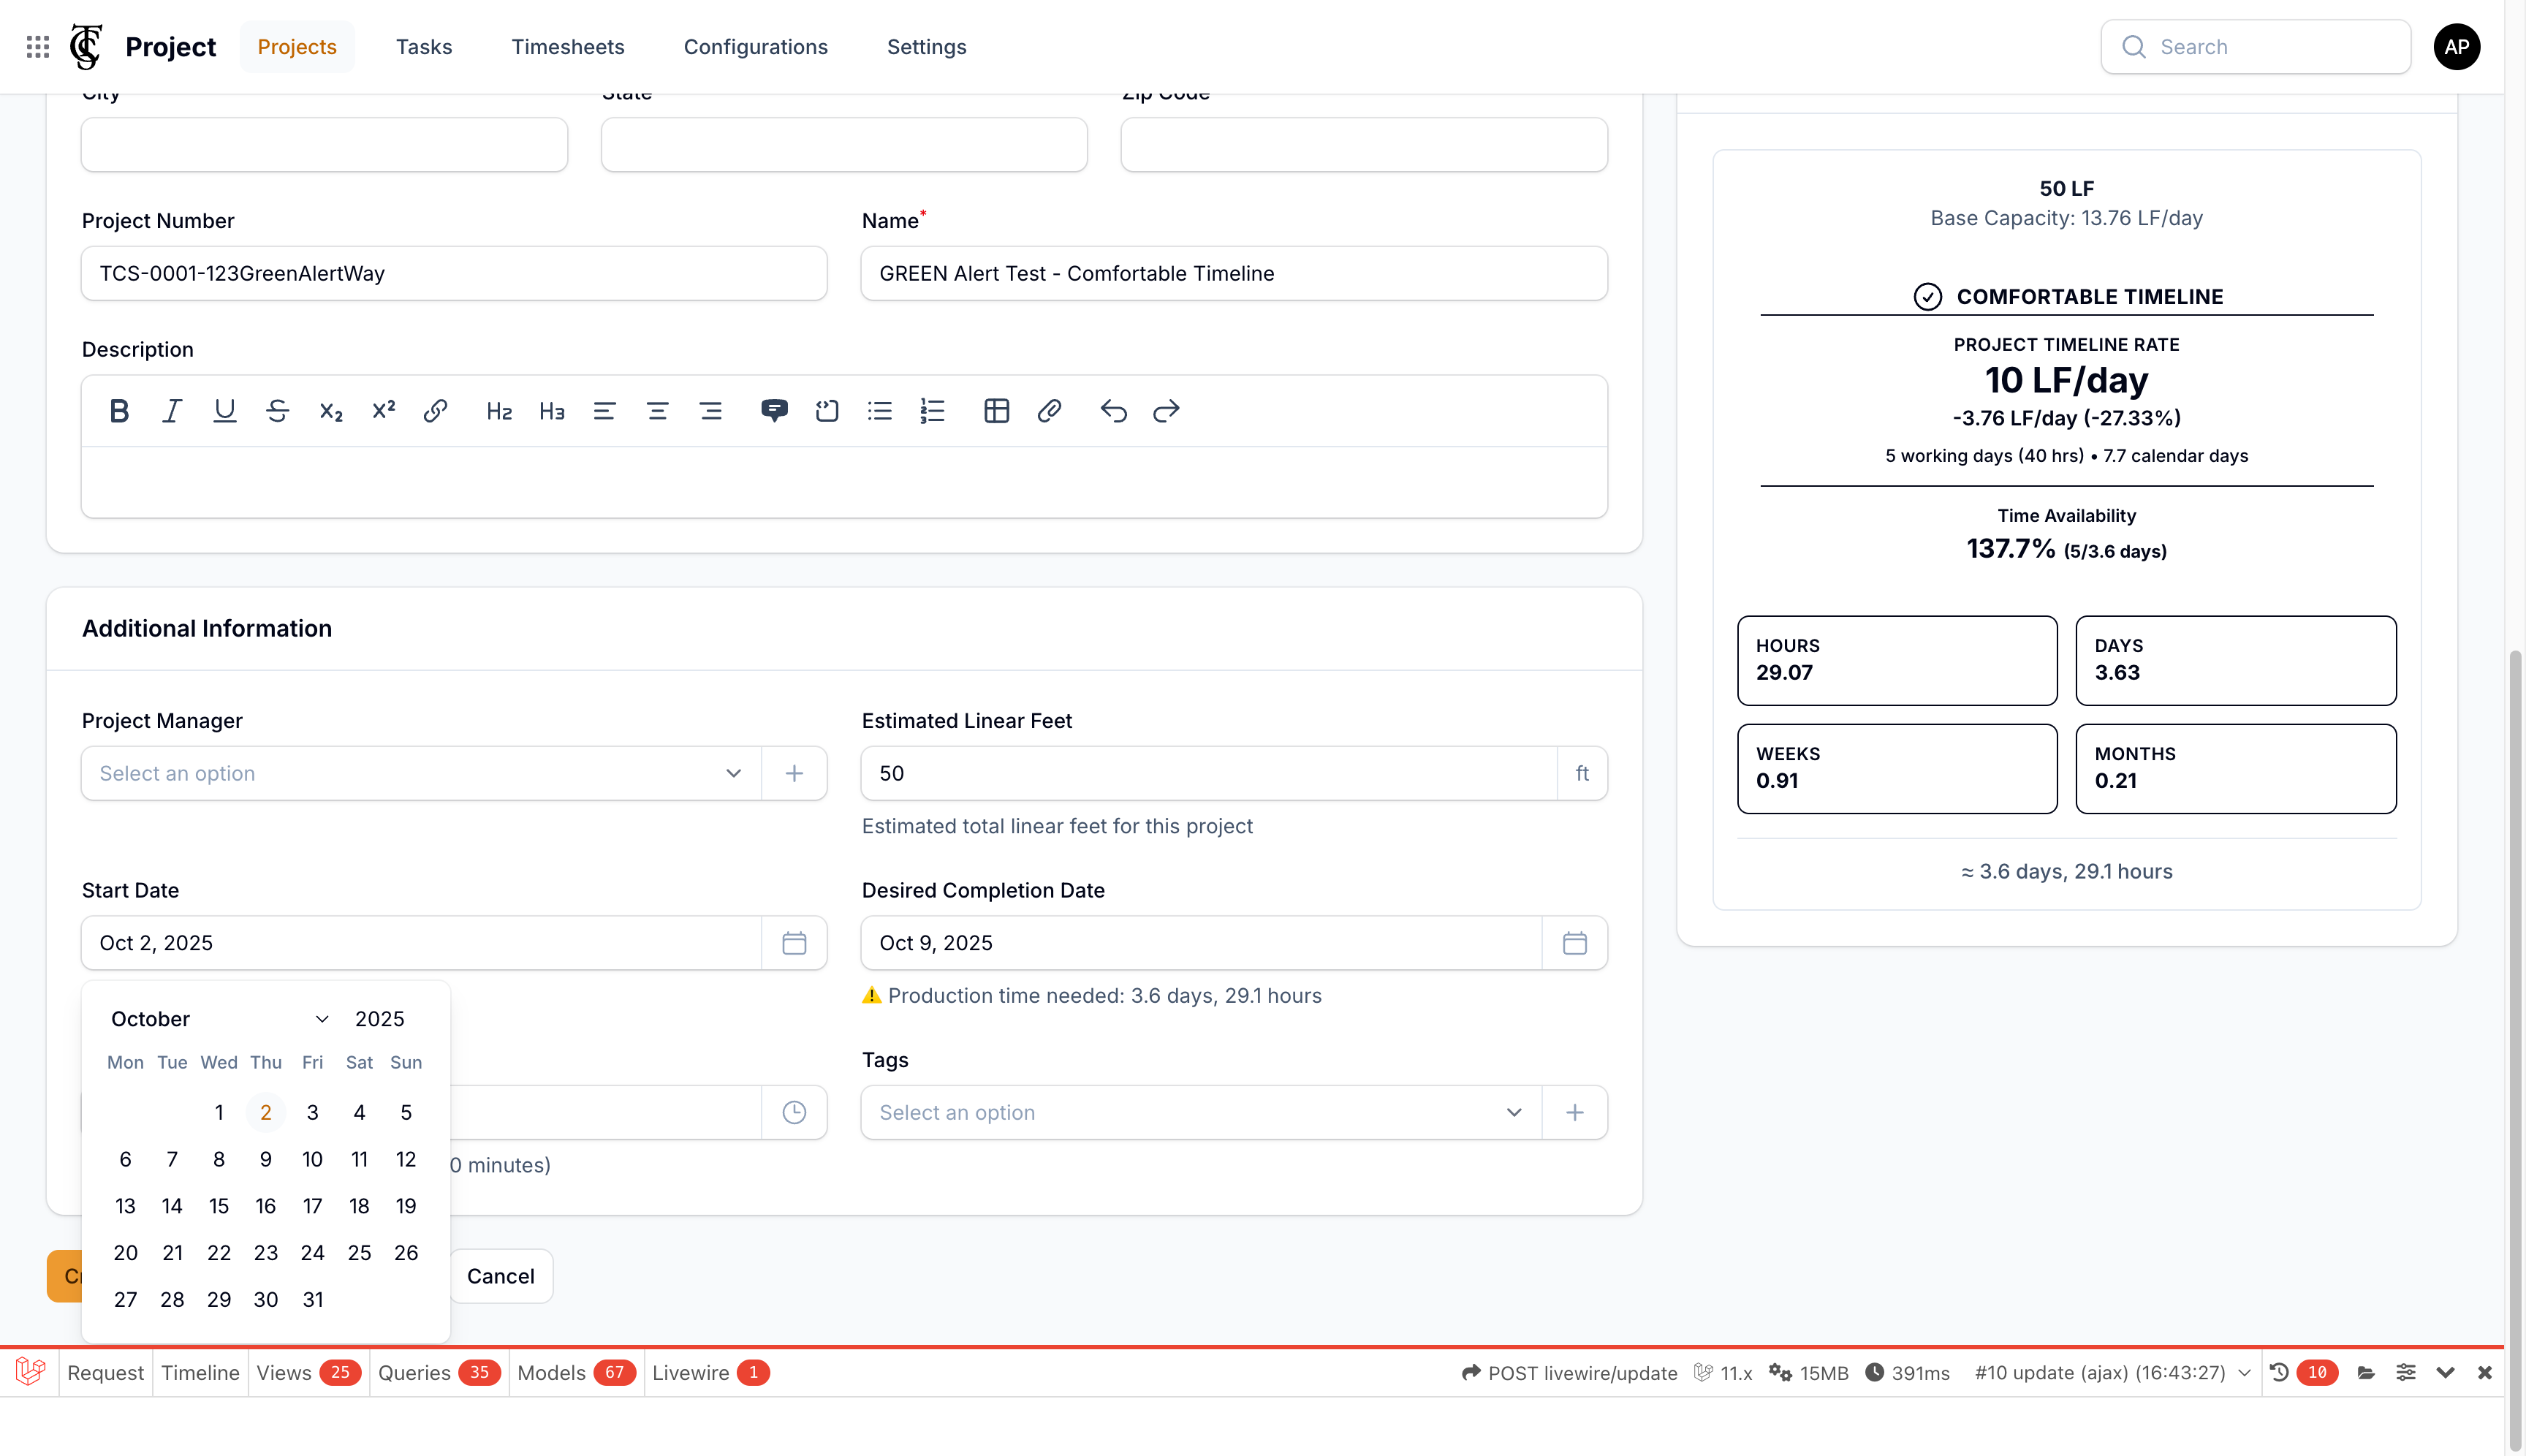 Project
Projects
Tasks
Timesheets
Configurations
Settings
Search
AP
City
State
Zip Code
Project Number
Name*
TCS-0001-123GreenAlertWay
GREEN Alert Test - Comfortable Timeline
Description
B I U S x₂ x² H2 H3
Additional Information
Project Manager
Estimated Linear Feet
Select an option
50
ft
Estimated total linear feet for this project
Start Date
Desired Completion Date
Oct 2, 2025
Oct 9, 2025
⚠ Production time needed: 3.6 days, 29.1 hours
October
2025
Mon Tue Wed Thu Fri Sat Sun
1 2 3 4 5
6 7 8 9 10 11 12
13 14 15 16 17 18 19
20 21 22 23 24 25 26
27 28 29 30 31
Tags
Select an option
0 minutes)
Cancel
50 LF
Base Capacity: 13.76 LF/day
COMFORTABLE TIMELINE
PROJECT TIMELINE RATE
10 LF/day
-3.76 LF/day (-27.33%)
5 working days (40 hrs) • 7.7 calendar days
Time Availability
137.7% (5/3.6 days)
HOURS
29.07
DAYS
3.63
WEEKS
0.91
MONTHS
0.21
≈ 3.6 days, 29.1 hours
Request
Timeline
Views 25
Queries 35
Models 67
Livewire 1
POST livewire/update
11.x
15MB
391ms
#10 update (ajax) (16:43:27)
10